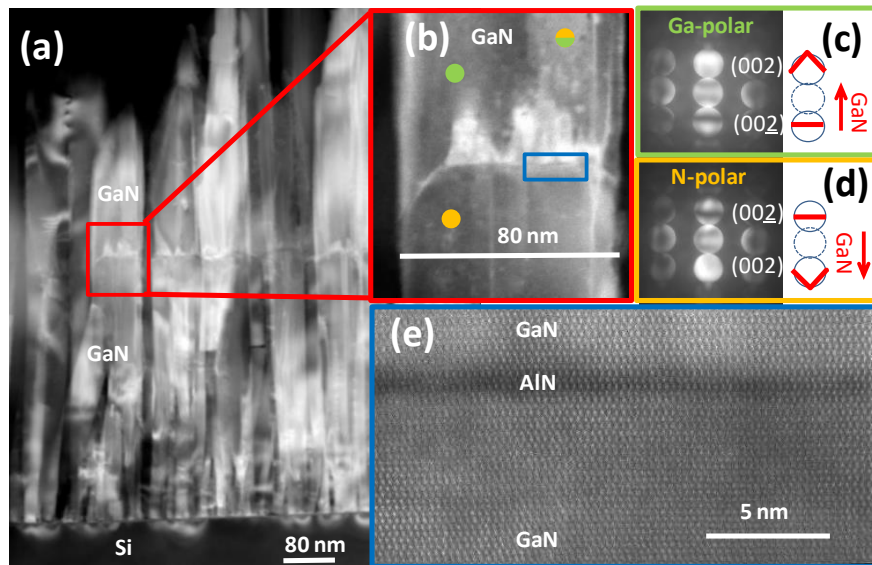 (a)
GaN
GaN
Si
80 nm
(b)
GaN
80 nm
Ga-polar
(c)
(002)
(002̲)
GaN
N-polar
(d)
(002̲)
(002)
GaN
(e)
GaN
AlN
5 nm
GaN